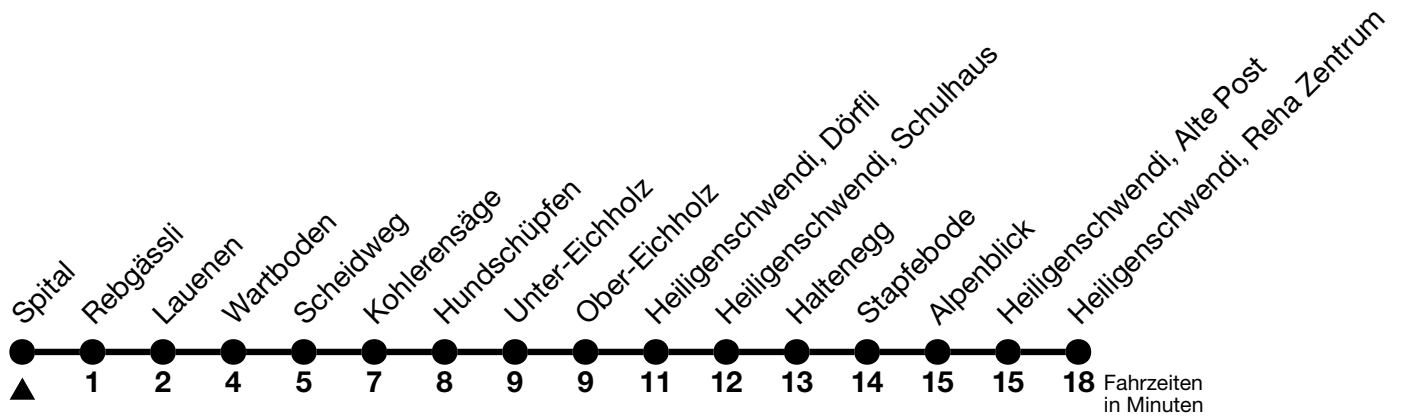 Spital
Rebgässli
Lauenen
Wartboden
Scheidweg
Kohlerensäge
Hundschüpfen
Unter-Eichholz
Ober-Eichholz
Heiligenschwendi, Dörfli
Heiligenschwendi, Schulhaus
Haltenegg
Stapfebode
Alpenblick
Heiligenschwendi, Alte Post
Heiligenschwendi, Reha Zentrum
1 2 4 5 7 8 9 9 11 12 13 14 15 15 18 Fahrzeiten
in Minuten